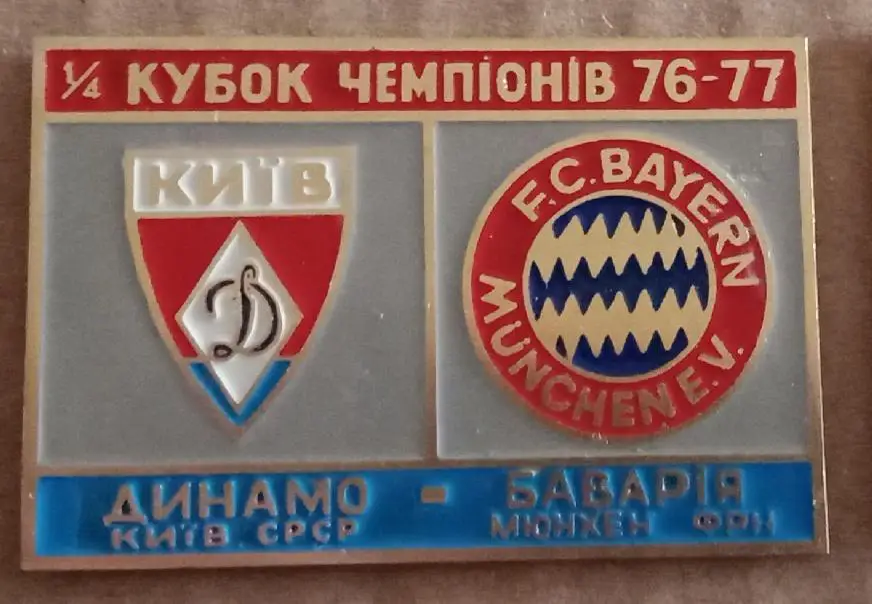 1/4 КУБОК ЧЕМПІОНІВ 76-77
КИЇВ
Д
F.C. BAYERN
MÜNCHEN E.V.
ДИНАМО - БАВАРІЯ
КИЇВ СРСР МЮНХЕН ФРН